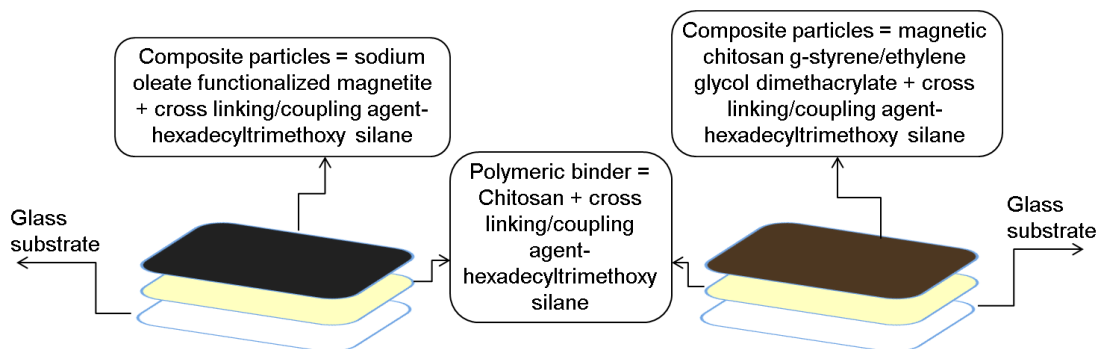 Composite particles = sodium
oleate functionalized magnetite
+ cross linking/coupling agent-
hexadecyltrimethoxy silane
Composite particles = magnetic
chitosan g-styrene/ethylene
glycol dimethacrylate + cross
linking/coupling agent-
hexadecyltrimethoxy silane
Polymeric binder =
Chitosan + cross
linking/coupling
agent-
hexadecyltrimethoxy
silane
Glass
substrate
Glass
substrate